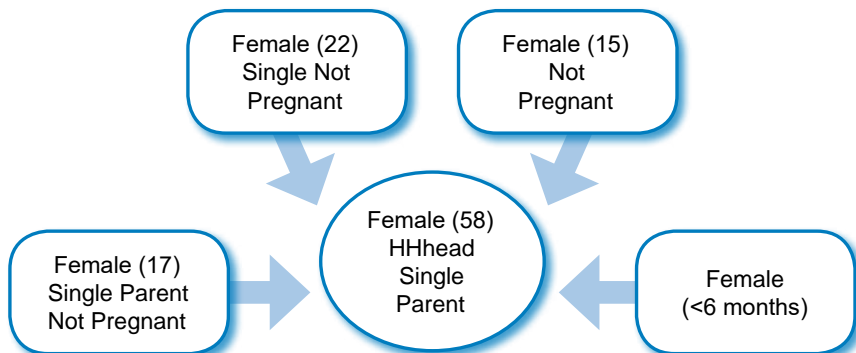 Female (22)
Single Not
Pregnant
Female (15)
Not
Pregnant
Female (58)
HHhead
Single
Parent
Female (17)
Single Parent
Not Pregnant
Female
(<6 months)